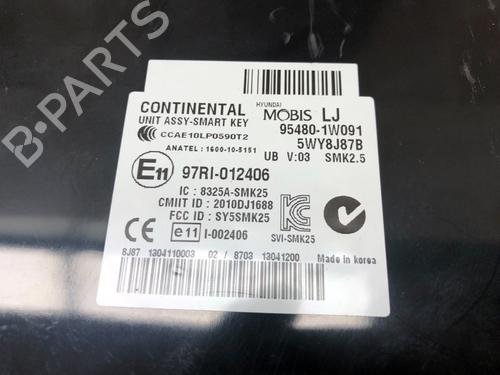 CONTINENTAL
HYUNDAI
MOBIS LJ
UNIT ASSY-SMART KEY
95480-1W091
CCAE10LP0590T2
5WY8J87B
ANATEL : 1600-10-5151
UB V:03 SMK2.5
E11 97RI-012406
IC : 8325A-SMK25
CMIIT ID : 2010DJ1688
FCC ID : SY5SMK25
CE e11 I-002406
SVI-SMK25
8J87 1304110003 02 / 8703 13041200 Made in korea
B-PARTS